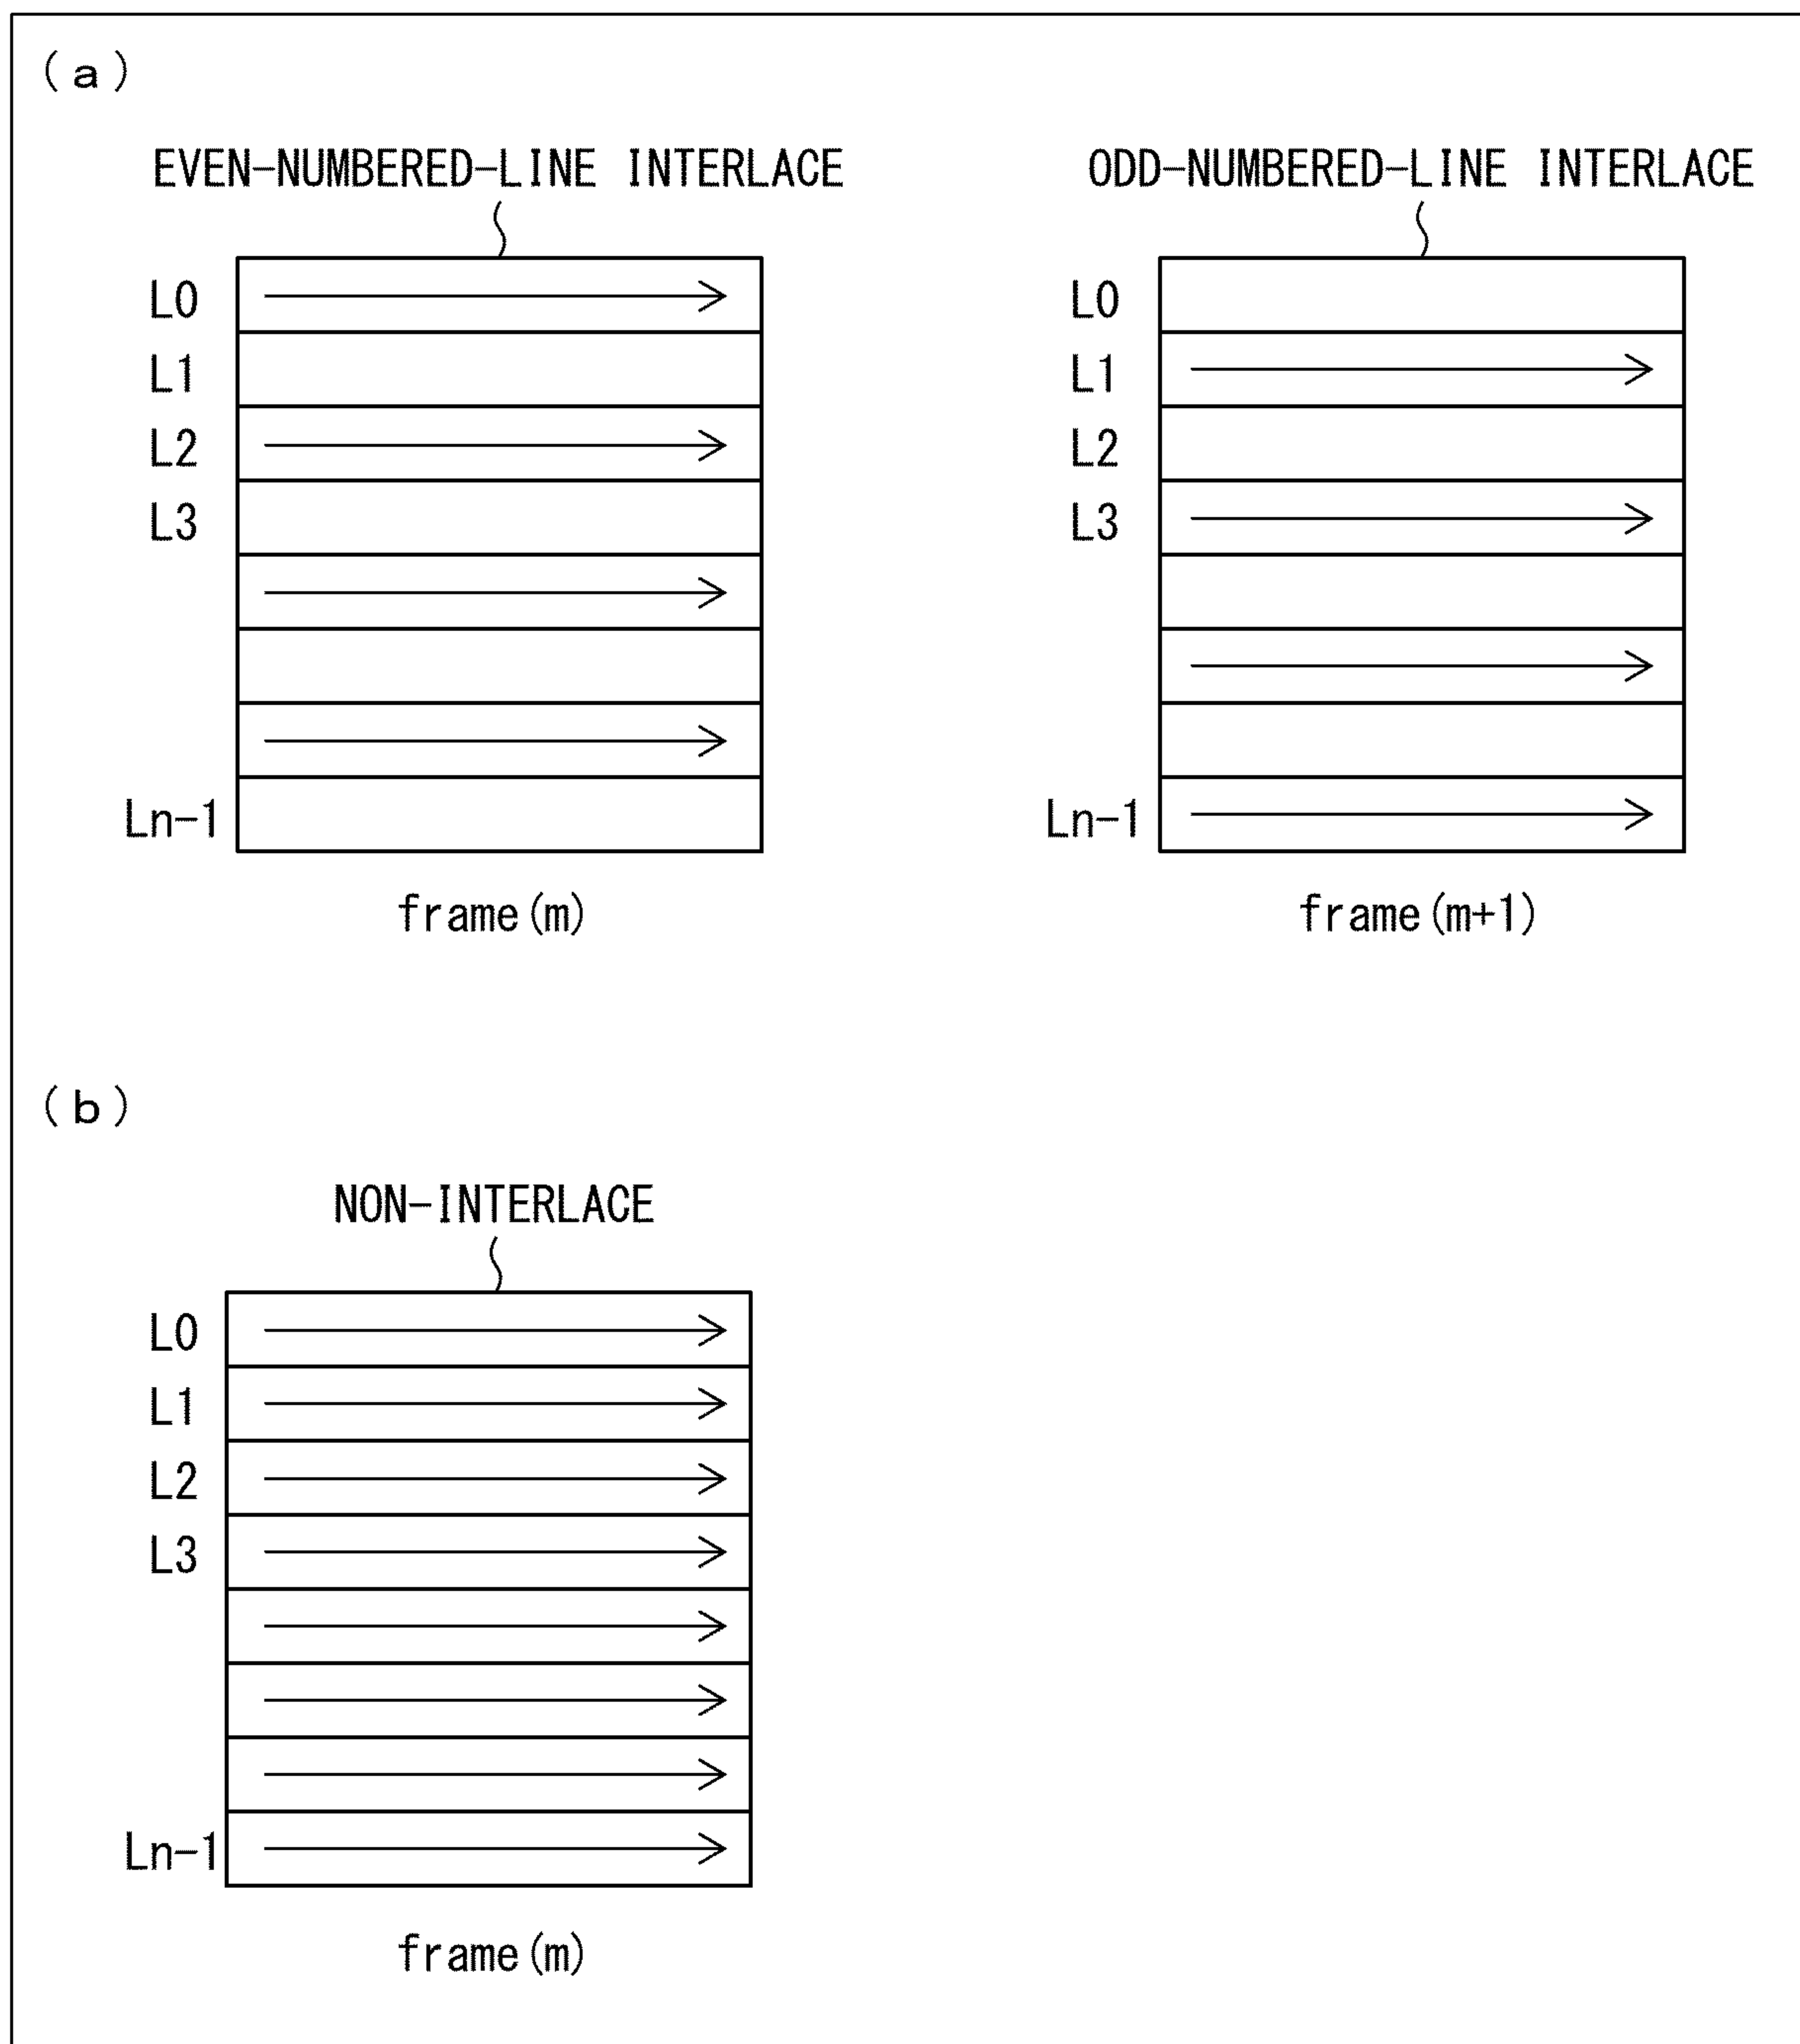 (a)
EVEN-NUMBERED-LINE INTERLACE
L0
L1
L2
L3
Ln-1
frame(m)
ODD-NUMBERED-LINE INTERLACE
L0
L1
L2
L3
Ln-1
frame(m+1)
(b)
NON-INTERLACE
L0
L1
L2
L3
Ln-1
frame(m)